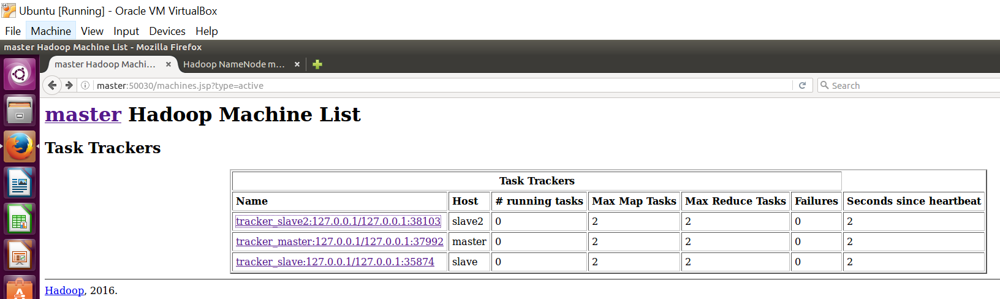 Ubuntu [Running] - Oracle VM VirtualBox
File Machine View Input Devices Help
master Hadoop Machine List - Mozilla Firefox
master Hadoop Machi... Hadoop NameNode m...
master:50030/machines.jsp?type=active Search
master Hadoop Machine List
Task Trackers
Task Trackers
Name Host # running tasks Max Map Tasks Max Reduce Tasks Failures Seconds since heartbeat
tracker_slave2:127.0.0.1/127.0.0.1:38103 slave2 0 2 2 0 2
tracker_master:127.0.0.1/127.0.0.1:37992 master 0 2 2 0 2
tracker_slave:127.0.0.1/127.0.0.1:35874 slave 0 2 2 0 2
Hadoop, 2016.